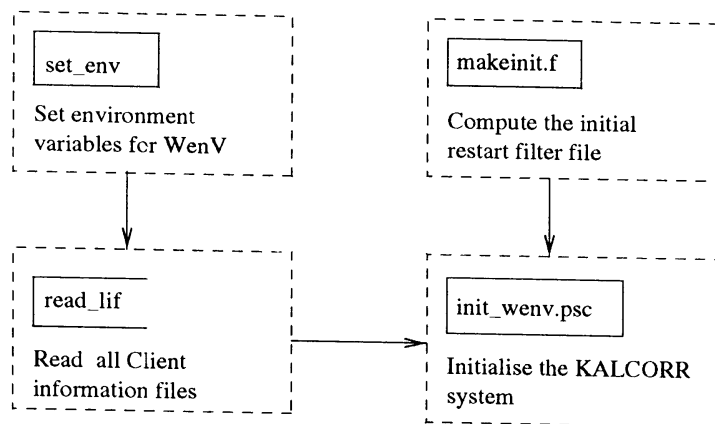 set_env
Set environment
variables for WenV
makeinit.f
Compute the initial
restart filter file
read_lif
Read all Client
information files
init_wenv.psc
Initialise the KALCORR
system